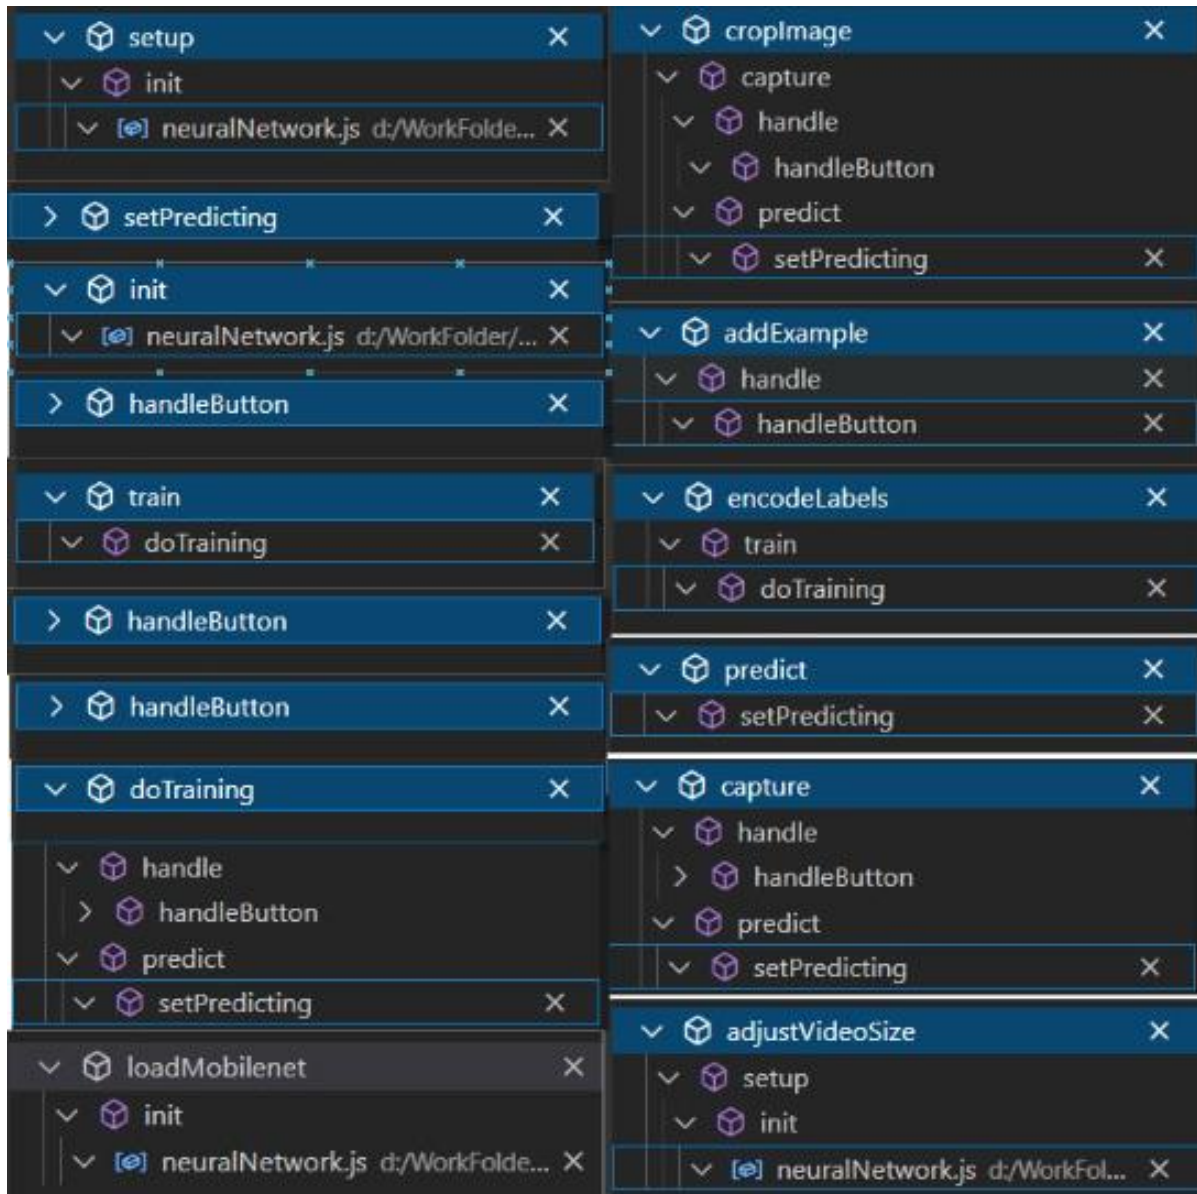 setup
init
neuralNetwork.js d:/WorkFolde...
setPredicting
init
neuralNetwork.js d:/WorkFolder/...
handleButton
train
doTraining
handleButton
handleButton
doTraining
handle
handleButton
predict
setPredicting
loadMobilenet
init
neuralNetwork.js d:/WorkFolde...
cropImage
capture
handle
handleButton
predict
setPredicting
addExample
handle
handleButton
encodeLabels
train
doTraining
predict
setPredicting
capture
handle
handleButton
predict
setPredicting
adjustVideoSize
setup
init
neuralNetwork.js d:/WorkFol...